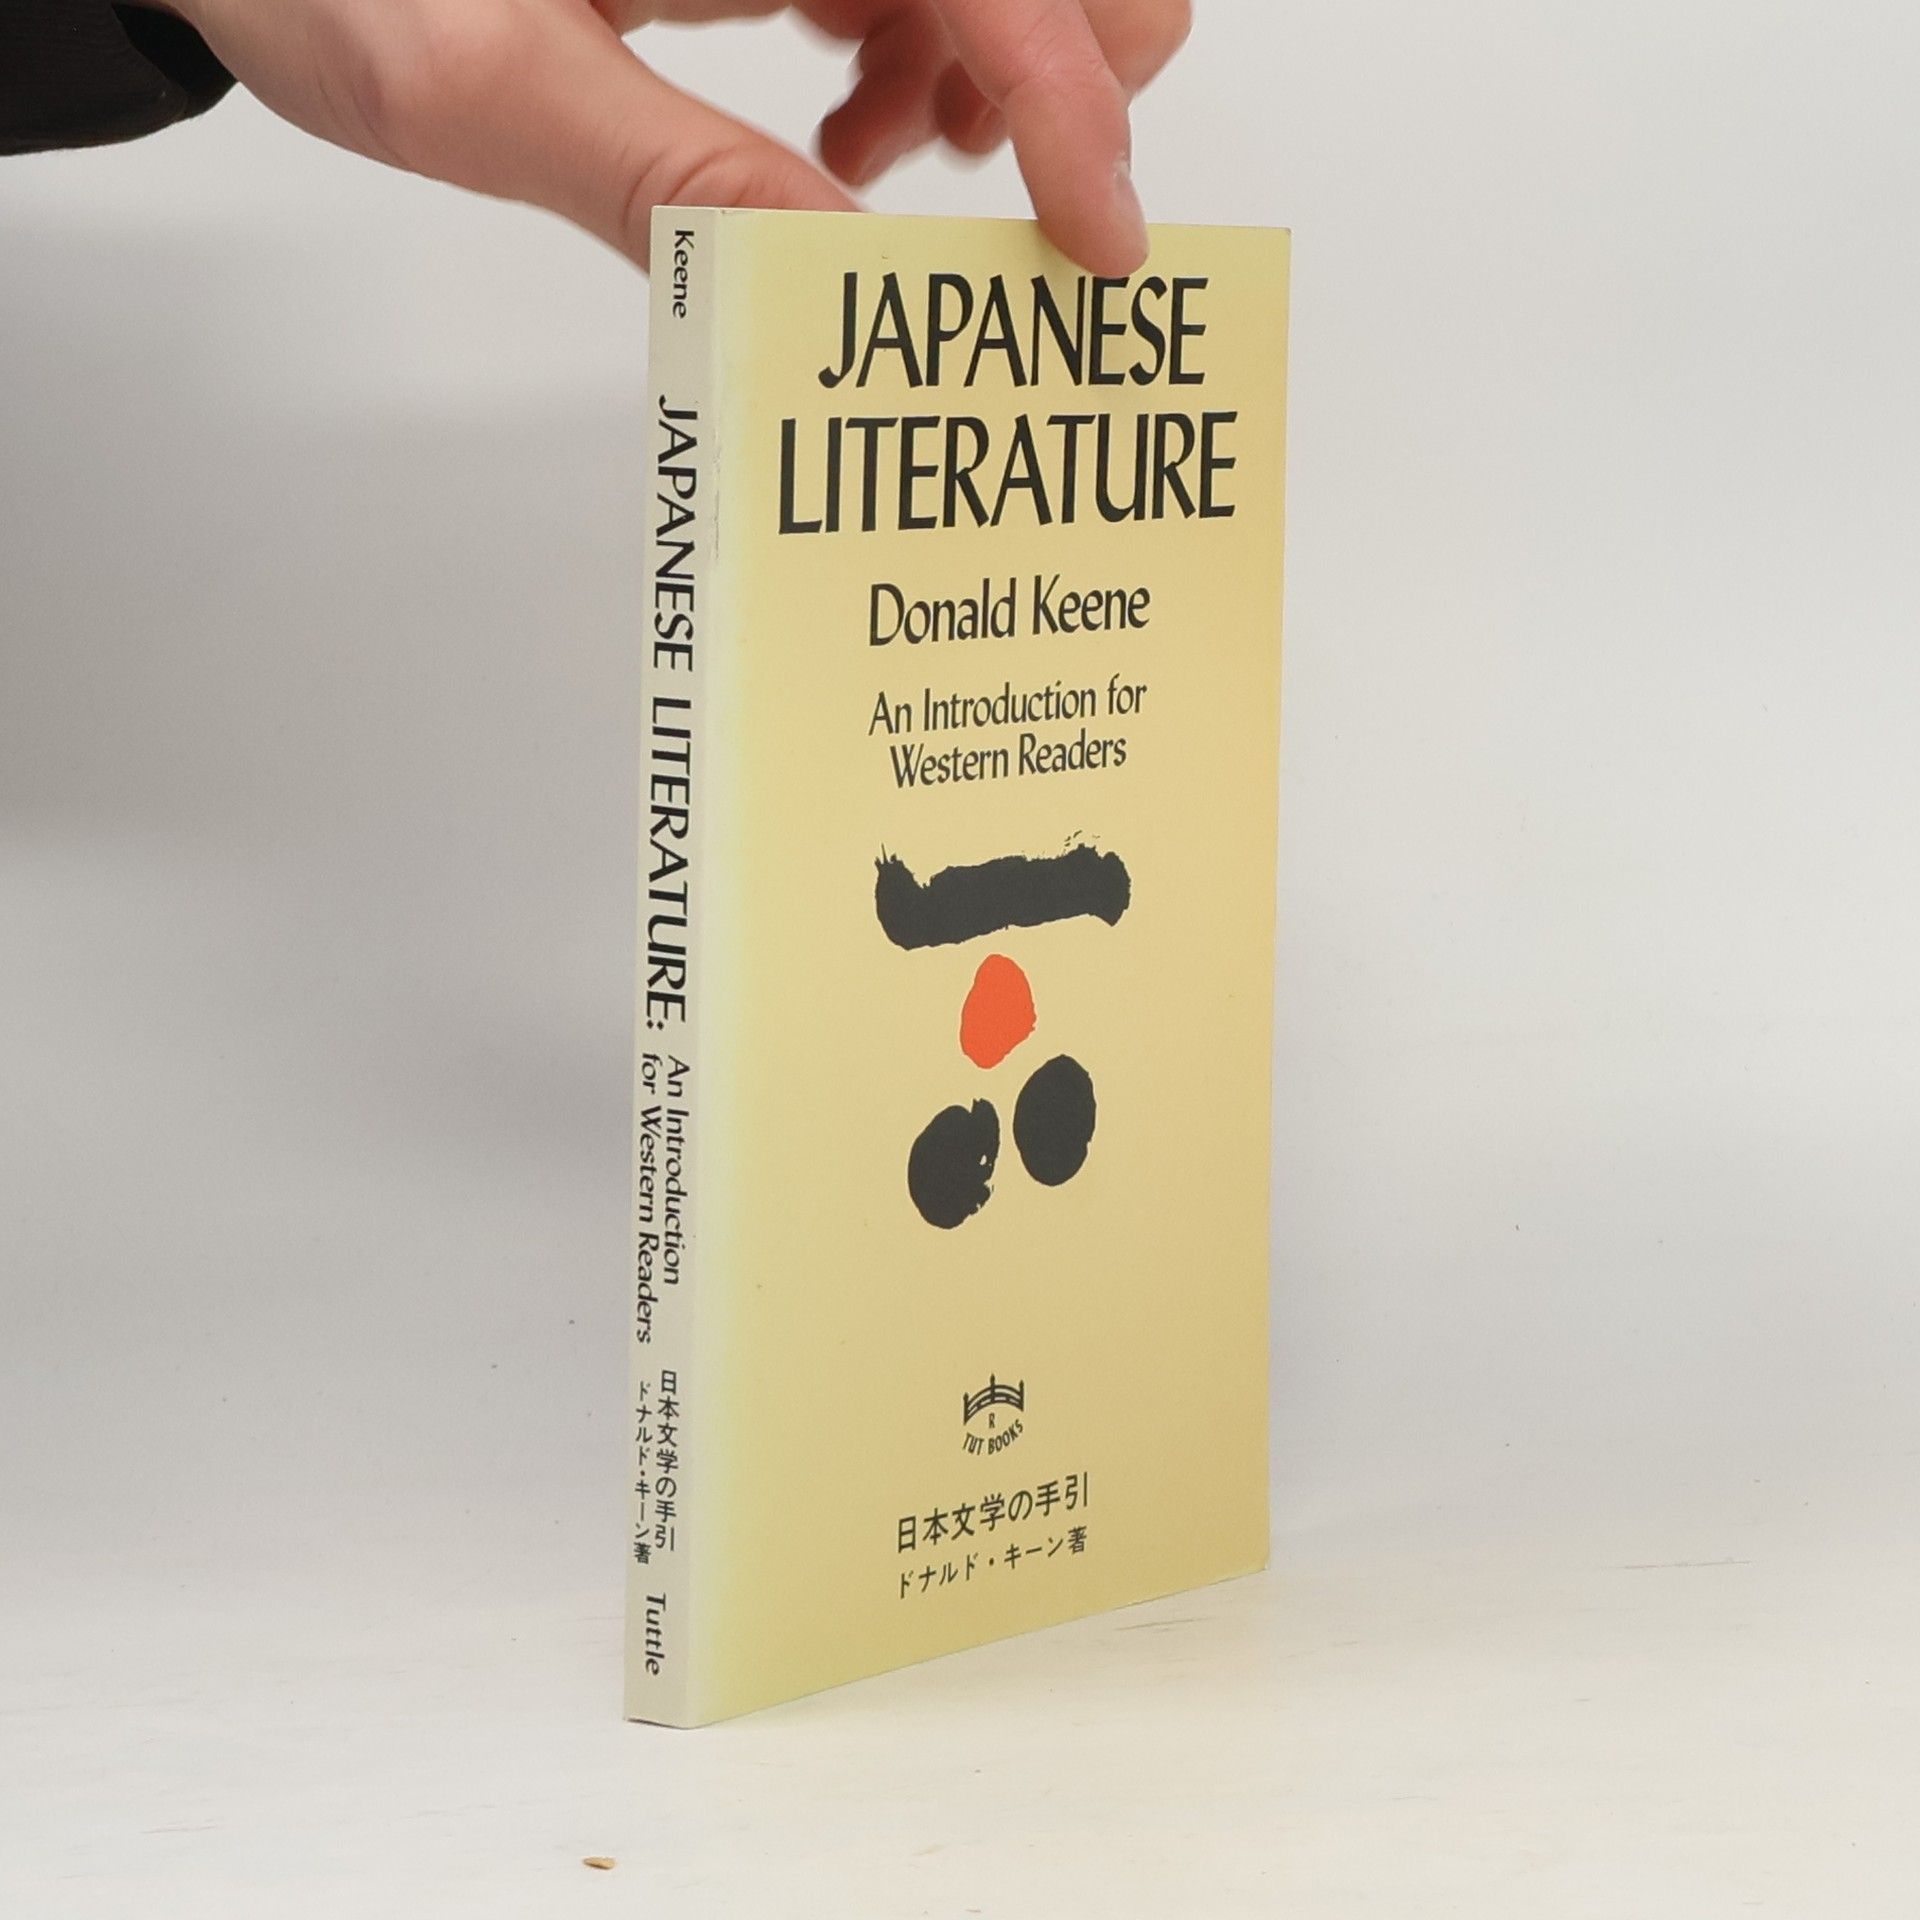 Keene
JAPANESE LITERATURE:
An Introduction
for Western Readers
日本文学の手引
ドナルド・キーン著
Tuttle
JAPANESE
LITERATURE
Donald Keene
An Introduction for
Western Readers
R
TUT BOOKS
日本文学の手引
ドナルド・キーン著